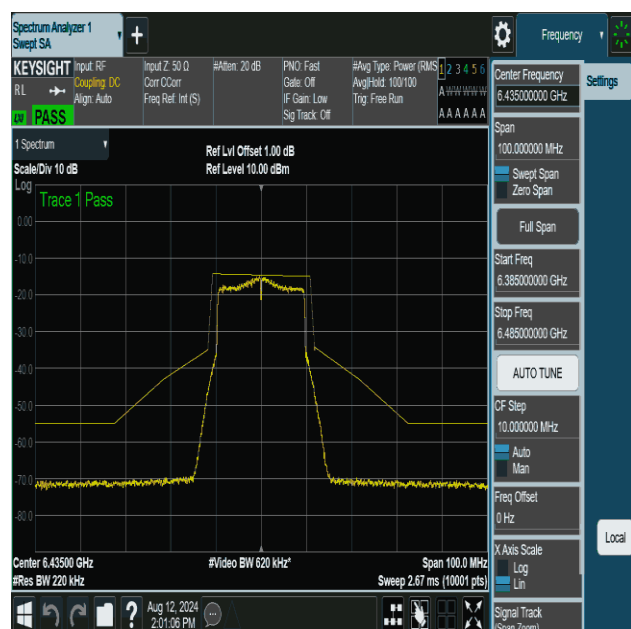 Spectrum Analyzer 1
Swept SA
+
Frequency
KEYSIGHT
RL
LXI PASS
Input: RF
Coupling: DC
Align: Auto
Input Z: 50 Ω
Corr CCorr
Freq Ref: Int (S)
#Atten: 20 dB
PNO: Fast
Gate: Off
IF Gain: Low
Sig Track: Off
#Avg Type: Power (RMS
Avg|Hold: 100/100
Trig: Free Run
1 2 3 4 5 6
A W W W W W
A A A A A A
1 Spectrum
Scale/Div 10 dB
Ref Lvl Offset 1.00 dB
Ref Level 10.00 dBm
Log
Trace 1 Pass
0.00
-10.0
-20.0
-30.0
-40.0
-50.0
-60.0
-70.0
-80.0
Center 6.43500 GHz
#Res BW 220 kHz
#Video BW 620 kHz*
Span 100.0 MHz
Sweep 2.67 ms (10001 pts)
?
Aug 12, 2024
2:01:06 PM
Center Frequency
6.435000000 GHz
Span
100.000000 MHz
Swept Span
Zero Span
Full Span
Start Freq
6.385000000 GHz
Stop Freq
6.485000000 GHz
AUTO TUNE
CF Step
10.000000 MHz
Auto
Man
Freq Offset
0 Hz
X Axis Scale
Log
Lin
Signal Track
(Span Zoom)
Settings
Local